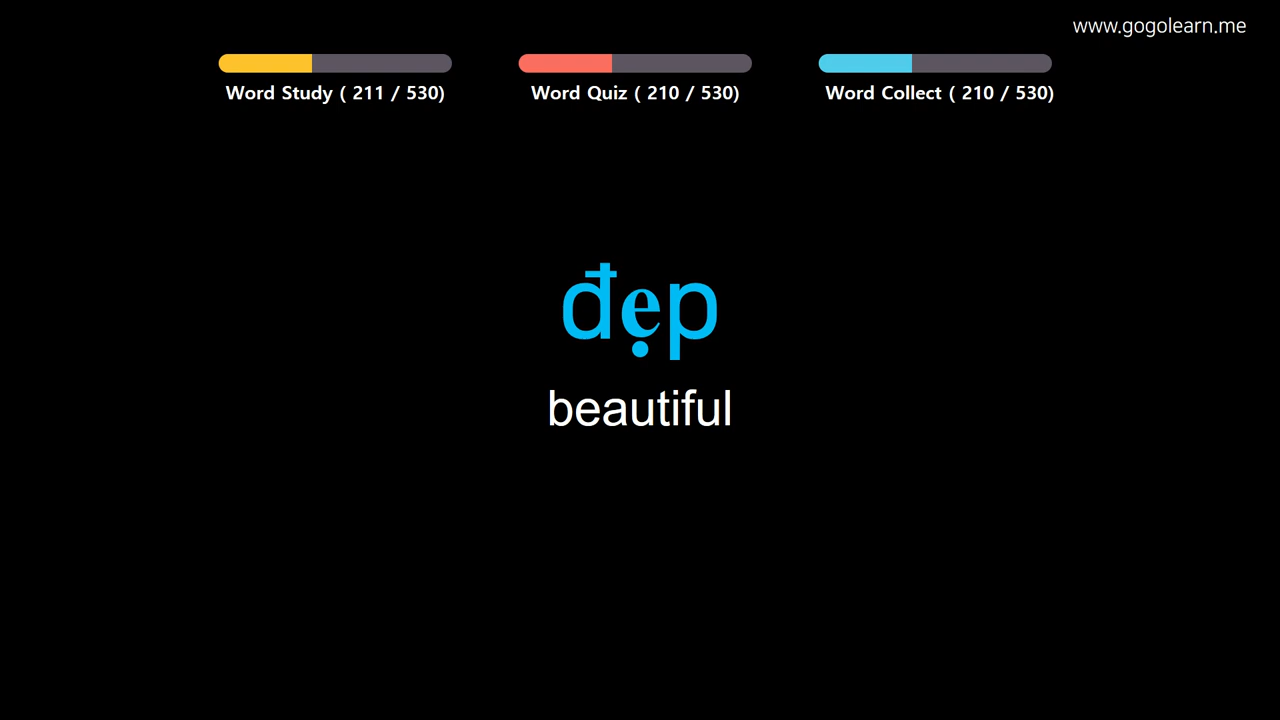 www.gogolearn.me
Word Study ( 211 / 530)
Word Quiz ( 210 / 530)
Word Collect ( 210 / 530)
đẹp
beautiful